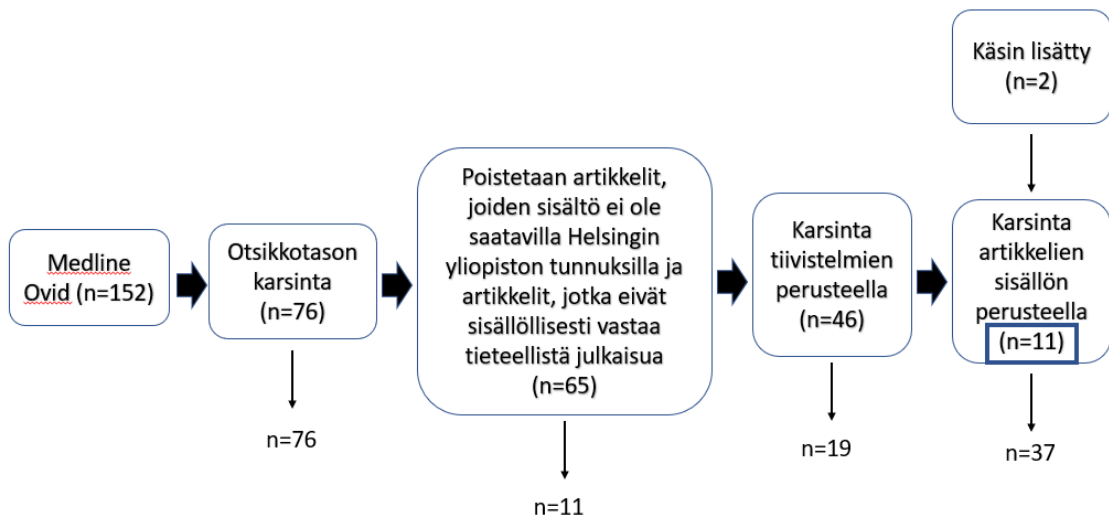 Medline
Ovid (n=152)
Otsikkotason
karsinta
(n=76)
n=76
Poistetaan artikkelit,
joiden sisältö ei ole
saatavilla Helsingin
yliopiston tunnuksilla ja
artikkelit, jotka eivät
sisällöllisesti vastaa
tieteellistä julkaisua
(n=65)
n=11
Karsinta
tiivistelmien
perusteella
(n=46)
n=19
Käsin lisätty
(n=2)
Karsinta
artikkelien
sisällön
perusteella
(n=11)
n=37